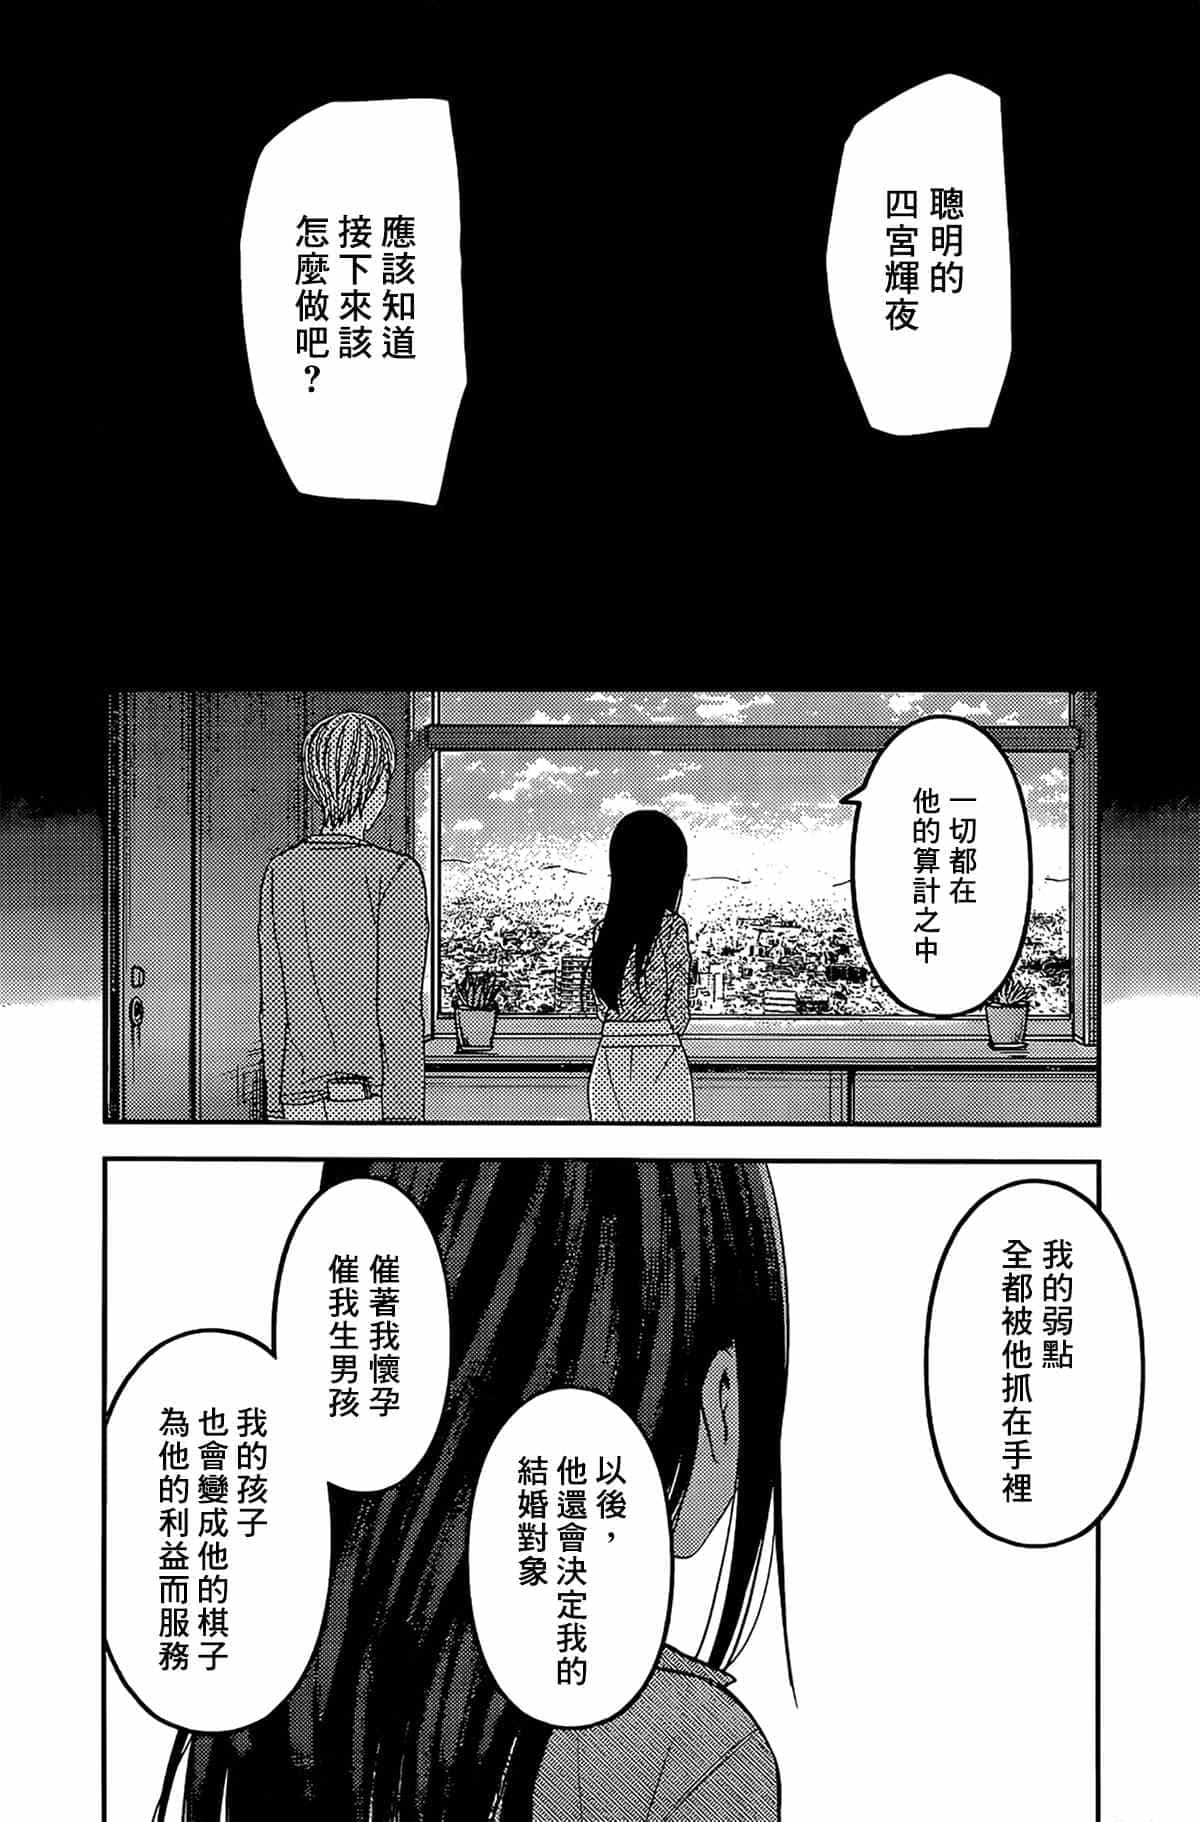 聰明的
四宮輝夜
應該知道
接下來該
怎麼做吧？
一切都在
他的算計之中
我的弱點
全都被他抓在手裡
以後，
他還會決定我的
結婚對象
催著我懷孕
催我生男孩
我的孩子
也會變成他的棋子
為他的利益而服務